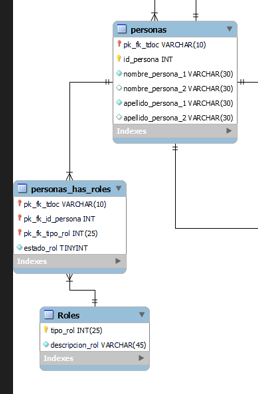 personas
pk_fk_tdoc VARCHAR(10)
id_persona INT
nombre_persona_1 VARCHAR(30)
nombre_persona_2 VARCHAR(30)
apellido_persona_1 VARCHAR(30)
apellido_persona_2 VARCHAR(30)
Indexes
personas_has_roles
pk_fk_tdoc VARCHAR(10)
pk_fk_id_persona INT
pk_fk_tipo_rol INT(25)
estado_rol TINYINT
Indexes
Roles
tipo_rol INT(25)
descripcion_rol VARCHAR(45)
Indexes